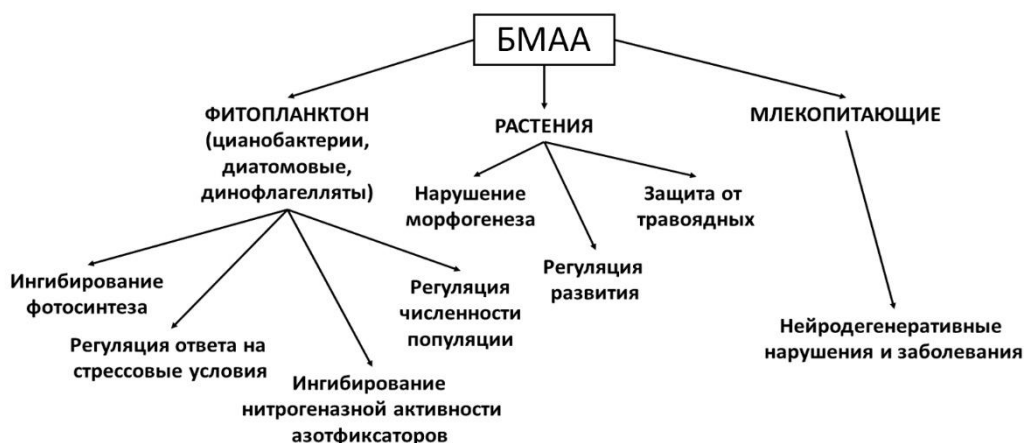 БМАА
ФИТОПЛАНКТОН
(цианобактерии,
диатомовые,
динофлагелляты)
РАСТЕНИЯ
МЛЕКОПИТАЮЩИЕ
Ингибирование
фотосинтеза
Регуляция ответа на
стрессовые условия
Ингибирование
нитрогеназной активности
азотфиксаторов
Регуляция
численности
популяции
Нарушение
морфогенеза
Регуляция
развития
Защита от
травоядных
Нейродегенеративные
нарушения и заболевания